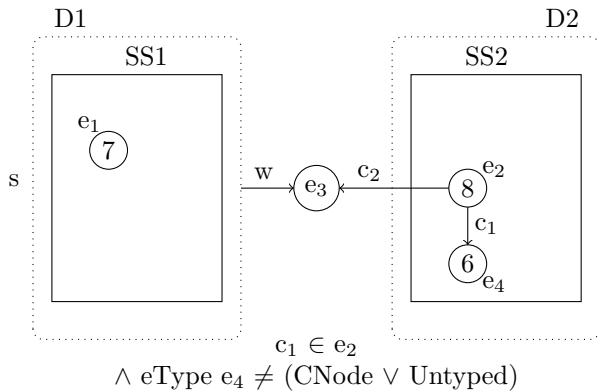 D1
D2
SS1
SS2
e₁
7
s
w
e₃
c₂
8
e₂
c₁
6
e₄
c₁ ∈ e₂
∧ eType e₄ ≠ (CNode ∨ Untyped)